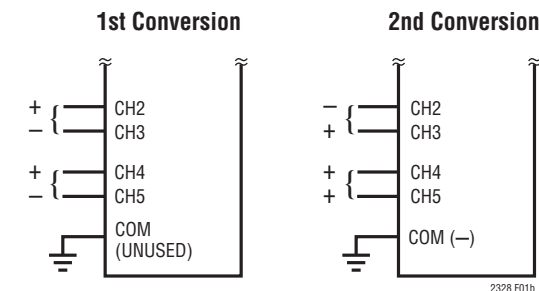 1st Conversion
+ { CH2
– CH3
+ { CH4
– CH5
COM
(UNUSED)
2nd Conversion
– { CH2
+ CH3
+ { CH4
+ CH5
COM (–)
2328 F01b